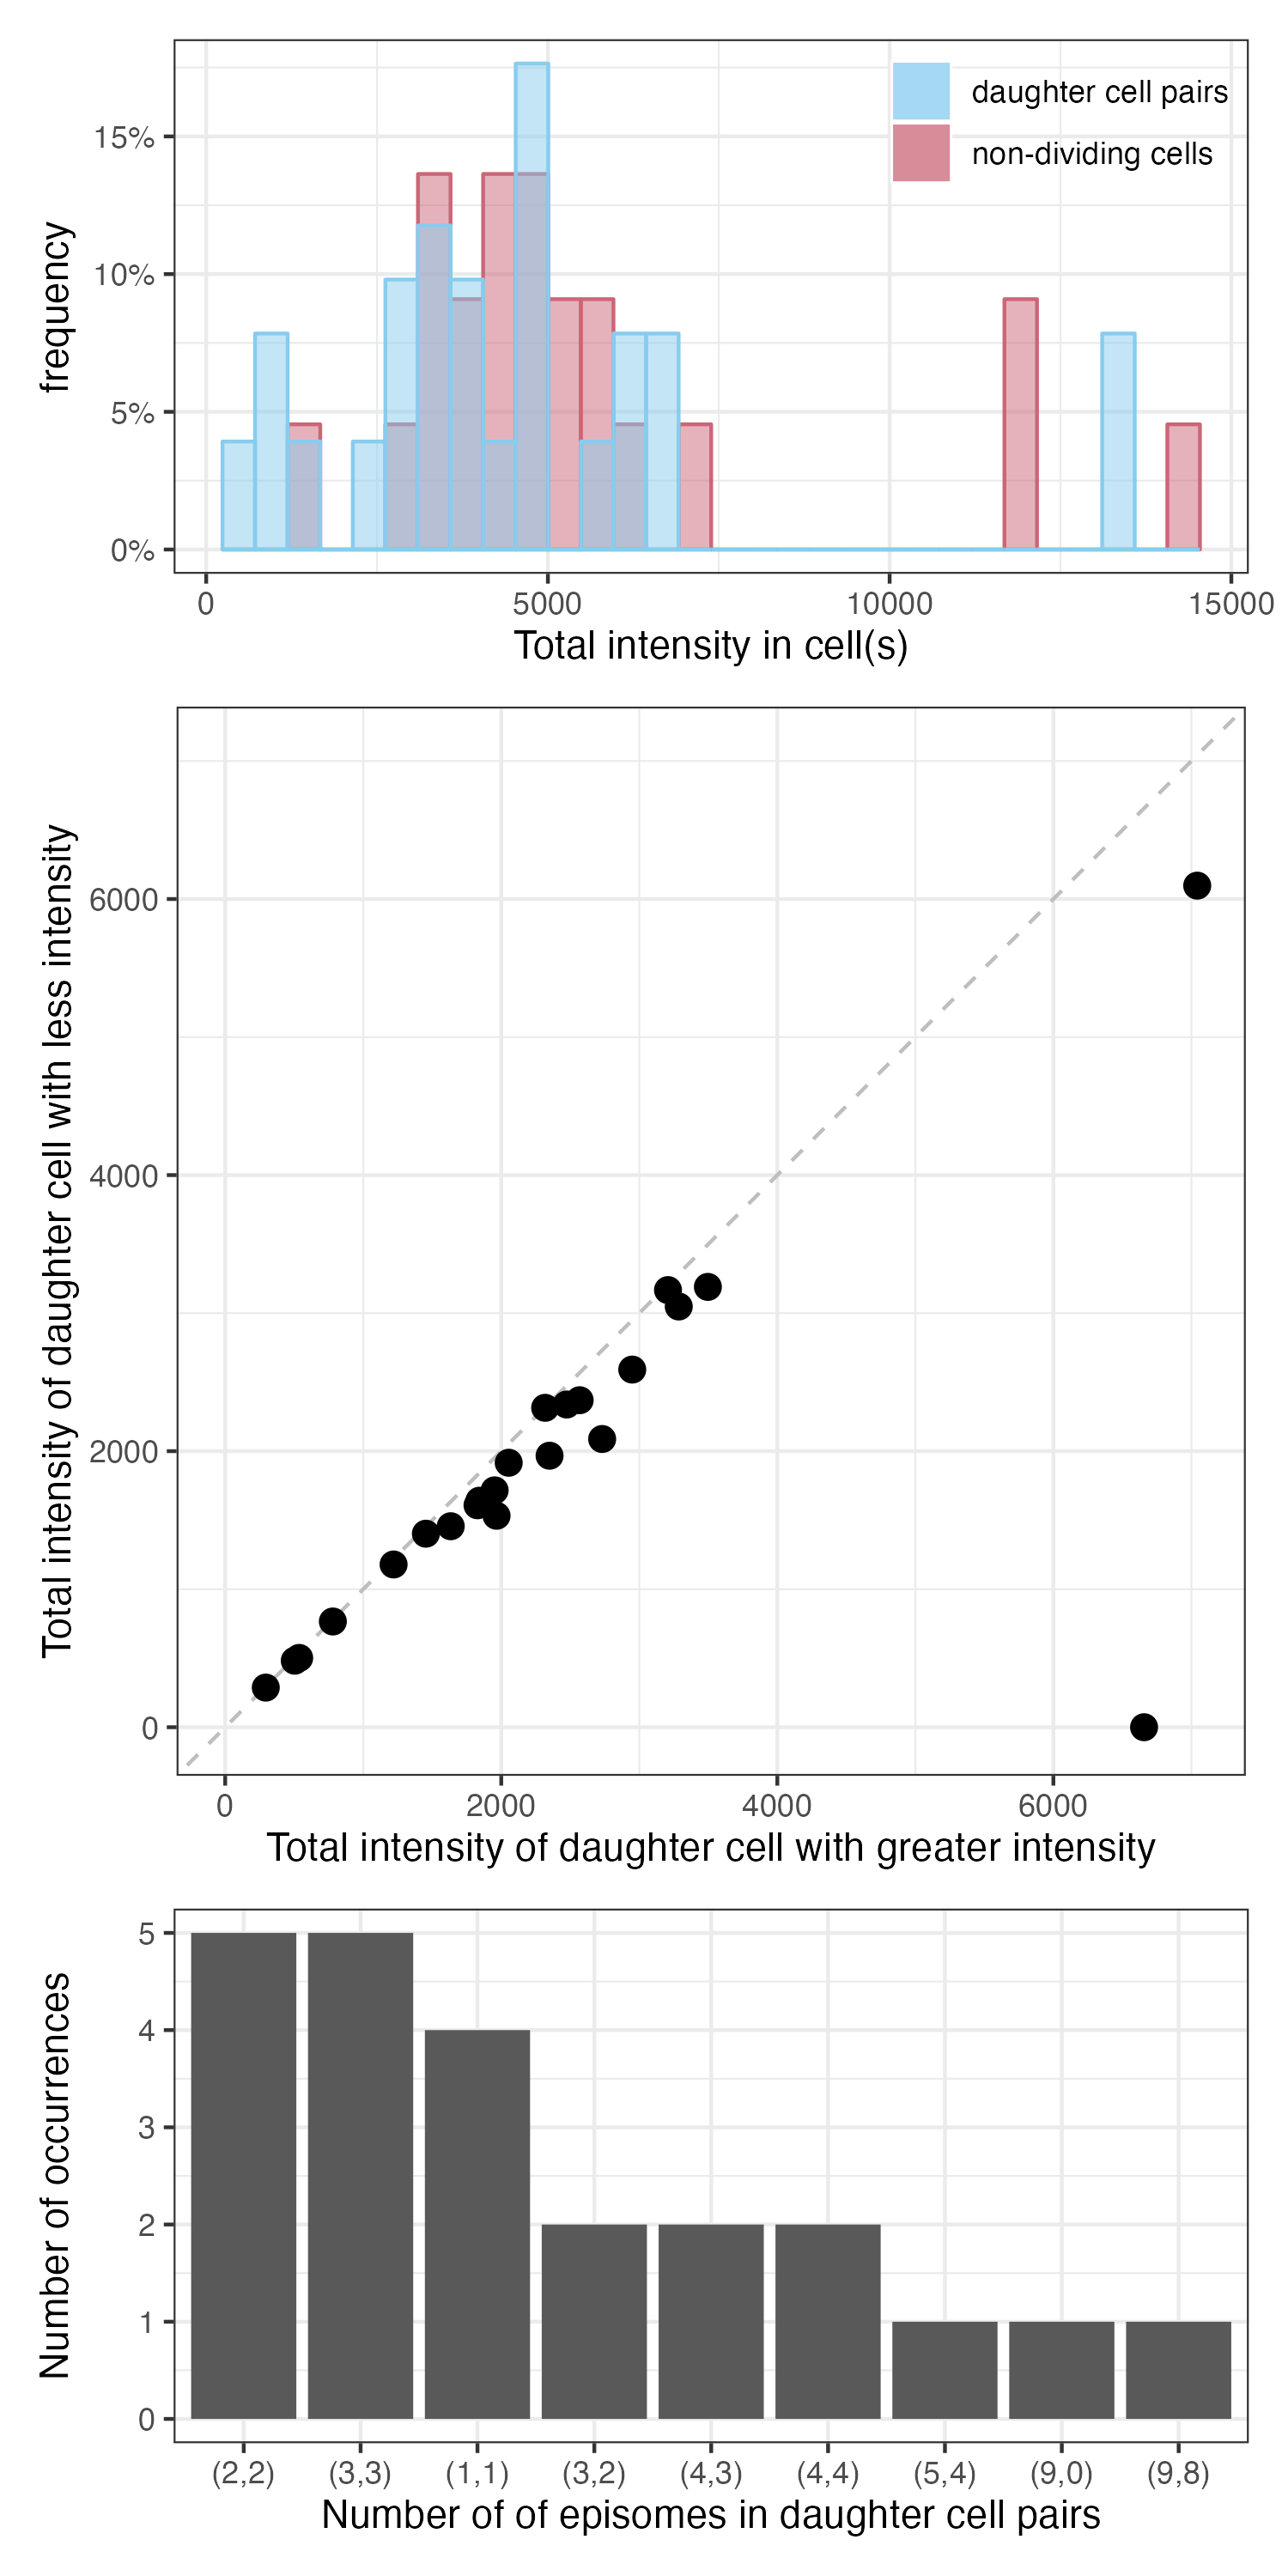 daughter cell pairs
non-dividing cells
frequency
15%
10%
5%
0%
0 5000 10000 15000
Total intensity in cell(s)
Total intensity of daughter cell with less intensity
6000
4000
2000
0
0 2000 4000 6000
Total intensity of daughter cell with greater intensity
Number of occurrences
5
4
3
2
1
0
(2,2) (3,3) (1,1) (3,2) (4,3) (4,4) (5,4) (9,0) (9,8)
Number of of episomes in daughter cell pairs